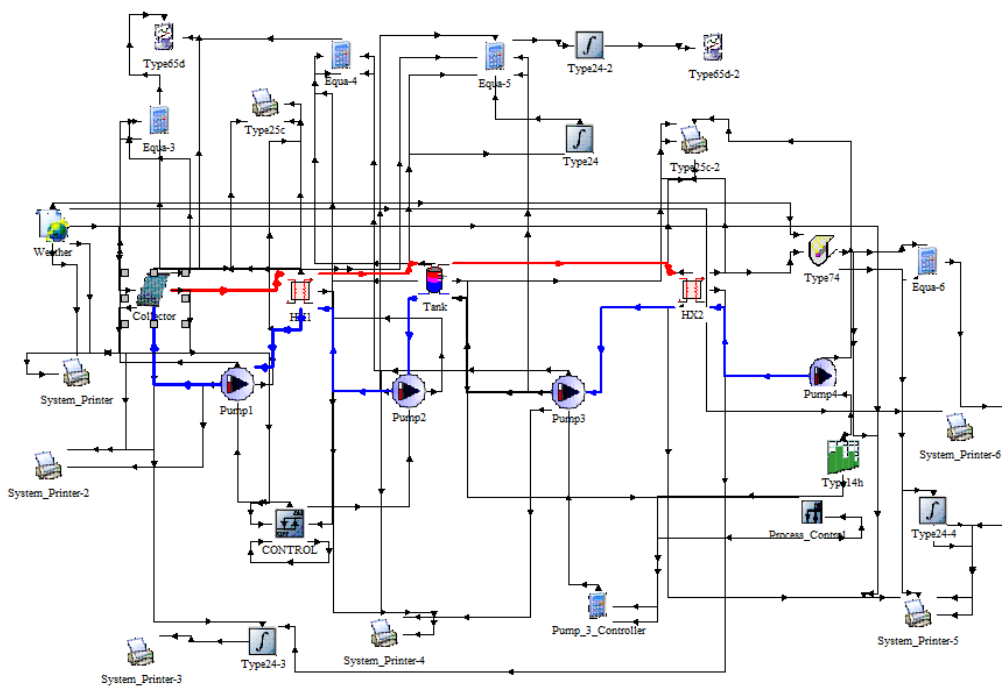 Type65d
Equa-4
Equa-5
Type24-2
Type65d-2
Type25c
Equa-3
Type24
Type25c-2
Weather
Type74
Equa-6
Collector
HX1
Tank
HX2
System_Printer
Pump1
Pump2
Pump3
Pump4
System_Printer-6
System_Printer-2
Type14h
CONTROL
Process_Control
Type24-4
Pump_3_Controller
System_Printer-5
System_Printer-3
Type24-3
System_Printer-4